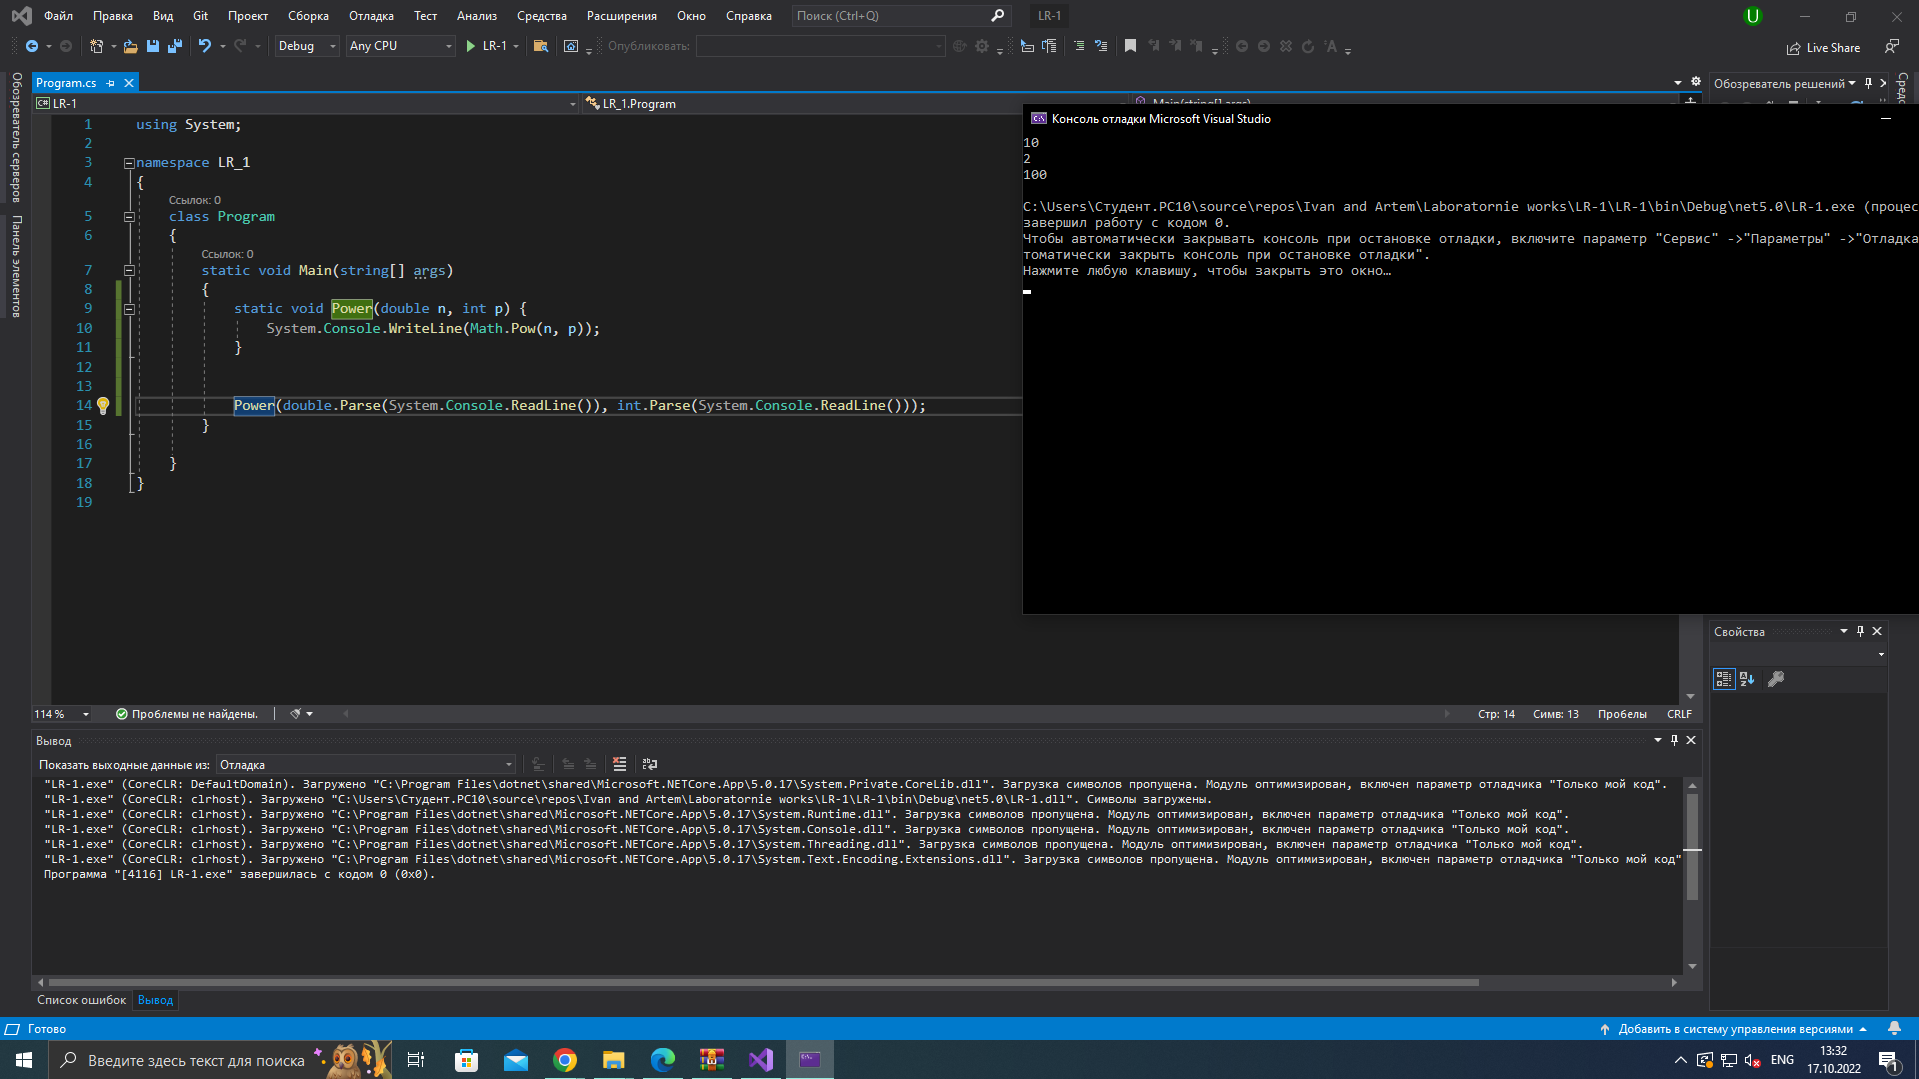 Файл Правка Вид Git Проект Сборка Отладка Тест Анализ Средства Расширения Окно Справка Поиск (Ctrl+Q) LR-1 U
Debug Any CPU LR-1 Опубликовать: Live Share
Обозреватель серверов
Панель элементов
Program.cs
LR-1 LR_1.Program Main(string[] args)
1 using System;
2
3 namespace LR_1
4 {
Ссылок: 0
5 class Program
6 {
Ссылок: 0
7 static void Main(string[] args)
8 {
9 static void Power(double n, int p) {
10 System.Console.WriteLine(Math.Pow(n, p));
11 }
12
13
14 Power(double.Parse(System.Console.ReadLine()), int.Parse(System.Console.ReadLine()));
15 }
16
17 }
18 }
19
Обозреватель решений
Консоль отладки Microsoft Visual Studio
10
2
100
C:\Users\Студент.PC10\source\repos\Ivan and Artem\Laboratornie works\LR-1\LR-1\bin\Debug\net5.0\LR-1.exe (процес
завершил работу с кодом 0.
Чтобы автоматически закрывать консоль при остановке отладки, включите параметр "Сервис" ->"Параметры" ->"Отладка
томатически закрыть консоль при остановке отладки".
Нажмите любую клавишу, чтобы закрыть это окно…
Свойства
114 % Проблемы не найдены. Стр: 14 Симв: 13 Пробелы CRLF
Вывод
Показать выходные данные из: Отладка
"LR-1.exe" (CoreCLR: DefaultDomain). Загружено "C:\Program Files\dotnet\shared\Microsoft.NETCore.App\5.0.17\System.Private.CoreLib.dll". Загрузка символов пропущена. Модуль оптимизирован, включен параметр отладчика "Только мой код".
"LR-1.exe" (CoreCLR: clrhost). Загружено "C:\Users\Студент.PC10\source\repos\Ivan and Artem\Laboratornie works\LR-1\LR-1\bin\Debug\net5.0\LR-1.dll". Символы загружены.
"LR-1.exe" (CoreCLR: clrhost). Загружено "C:\Program Files\dotnet\shared\Microsoft.NETCore.App\5.0.17\System.Runtime.dll". Загрузка символов пропущена. Модуль оптимизирован, включен параметр отладчика "Только мой код".
"LR-1.exe" (CoreCLR: clrhost). Загружено "C:\Program Files\dotnet\shared\Microsoft.NETCore.App\5.0.17\System.Console.dll". Загрузка символов пропущена. Модуль оптимизирован, включен параметр отладчика "Только мой код".
"LR-1.exe" (CoreCLR: clrhost). Загружено "C:\Program Files\dotnet\shared\Microsoft.NETCore.App\5.0.17\System.Threading.dll". Загрузка символов пропущена. Модуль оптимизирован, включен параметр отладчика "Только мой код".
"LR-1.exe" (CoreCLR: clrhost). Загружено "C:\Program Files\dotnet\shared\Microsoft.NETCore.App\5.0.17\System.Text.Encoding.Extensions.dll". Загрузка символов пропущена. Модуль оптимизирован, включен параметр отладчика "Только мой код"
Программа "[4116] LR-1.exe" завершилась с кодом 0 (0x0).
Список ошибок Вывод
Готово Добавить в систему управления версиями
Введите здесь текст для поиска ENG 13:32
17.10.2022 1